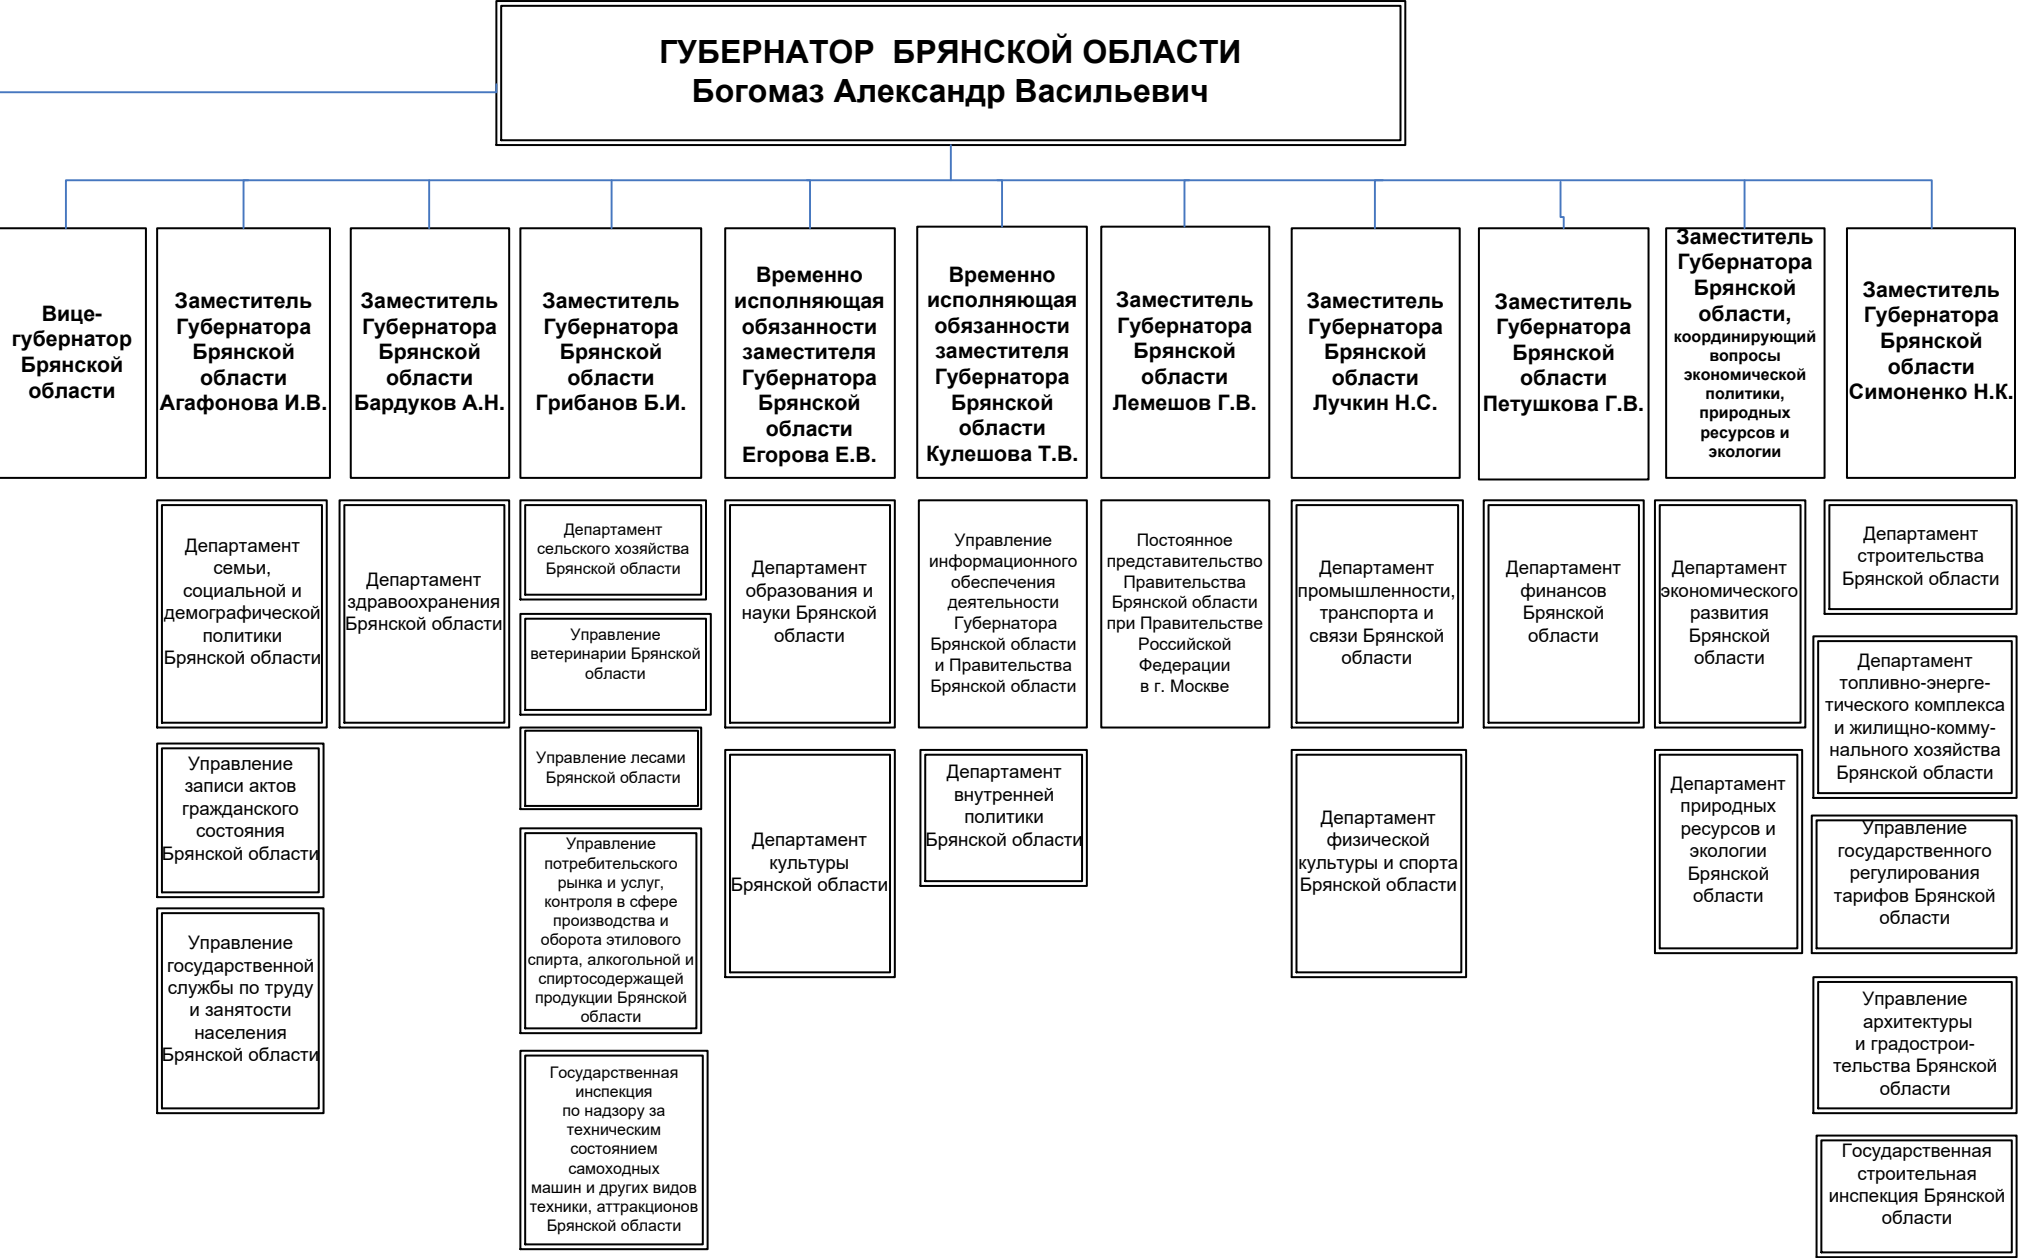 ГУБЕРНАТОР БРЯНСКОЙ ОБЛАСТИ
Богомаз Александр Васильевич
Вице-
губернатор
Брянской
области
Заместитель
Губернатора
Брянской
области
Агафонова И.В.
Заместитель
Губернатора
Брянской
области
Бардуков А.Н.
Заместитель
Губернатора
Брянской
области
Грибанов Б.И.
Временно
исполняющая
обязанности
заместителя
Губернатора
Брянской
области
Егорова Е.В.
Временно
исполняющая
обязанности
заместителя
Губернатора
Брянской
области
Кулешова Т.В.
Заместитель
Губернатора
Брянской
области
Лемешов Г.В.
Заместитель
Губернатора
Брянской
области
Лучкин Н.С.
Заместитель
Губернатора
Брянской
области
Петушкова Г.В.
Заместитель
Губернатора
Брянской
области,
координирующий
вопросы
экономической
политики,
природных
ресурсов и
экологии
Заместитель
Губернатора
Брянской
области
Симоненко Н.К.
Департамент
семьи,
социальной и
демографической
политики
Брянской области
Управление
записи актов
гражданского
состояния
Брянской области
Управление
государственной
службы по труду
и занятости
населения
Брянской области
Департамент
здравоохранения
Брянской области
Департамент
сельского хозяйства
Брянской области
Управление
ветеринарии Брянской
области
Управление лесами
Брянской области
Управление
потребительского
рынка и услуг,
контроля в сфере
производства и
оборота этилового
спирта, алкогольной и
спиртосодержащей
продукции Брянской
области
Государственная
инспекция
по надзору за
техническим
состоянием
самоходных
машин и других видов
техники, аттракционов
Брянской области
Департамент
образования и
науки Брянской
области
Департамент
культуры
Брянской области
Управление
информационного
обеспечения
деятельности
Губернатора
Брянской области
и Правительства
Брянской области
Департамент
внутренней
политики
Брянской области
Постоянное
представительство
Правительства
Брянской области
при Правительстве
Российской
Федерации
в г. Москве
Департамент
промышленности,
транспорта и
связи Брянской
области
Департамент
физической
культуры и спорта
Брянской области
Департамент
финансов
Брянской
области
Департамент
экономического
развития
Брянской
области
Департамент
природных
ресурсов и
экологии
Брянской
области
Департамент
строительства
Брянской области
Департамент
топливно-энерге-
тического комплекса
и жилищно-комму-
нального хозяйства
Брянской области
Управление
государственного
регулирования
тарифов Брянской
области
Управление
архитектуры
и градострои-
тельства Брянской
области
Государственная
строительная
инспекция Брянской
области